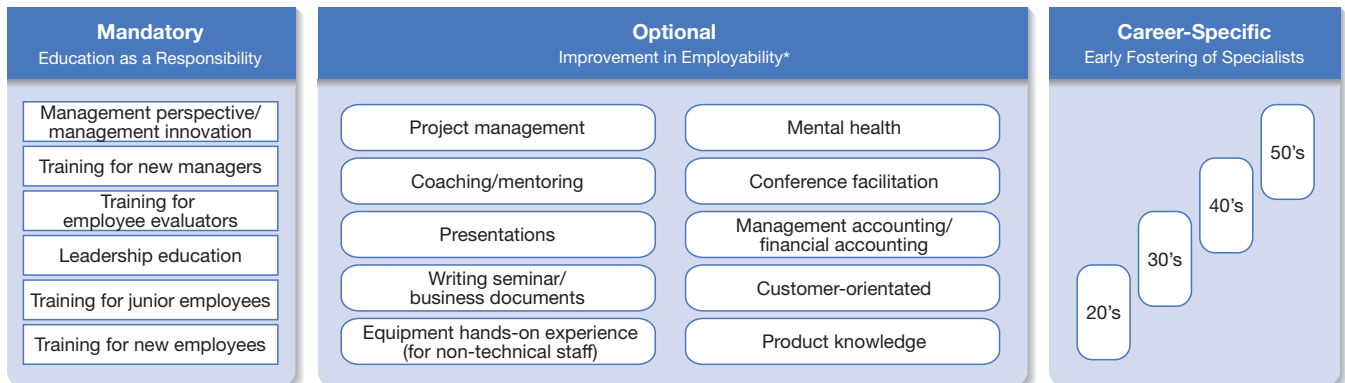 Mandatory
Education as a Responsibility
Management perspective/
management innovation
Training for new managers
Training for
employee evaluators
Leadership education
Training for junior employees
Training for new employees
Optional
Improvement in Employability*
Project management
Coaching/mentoring
Presentations
Writing seminar/
business documents
Equipment hands-on experience
(for non-technical staff)
Mental health
Conference facilitation
Management accounting/
financial accounting
Customer-orientated
Product knowledge
Career-Specific
Early Fostering of Specialists
20's
30's
40's
50's